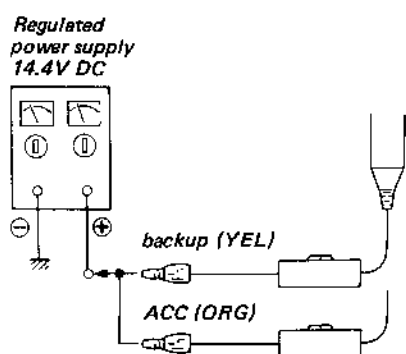 Regulated
power supply
14.4V DC
⊖ ⊕
backup (YEL)
ACC (ORG)